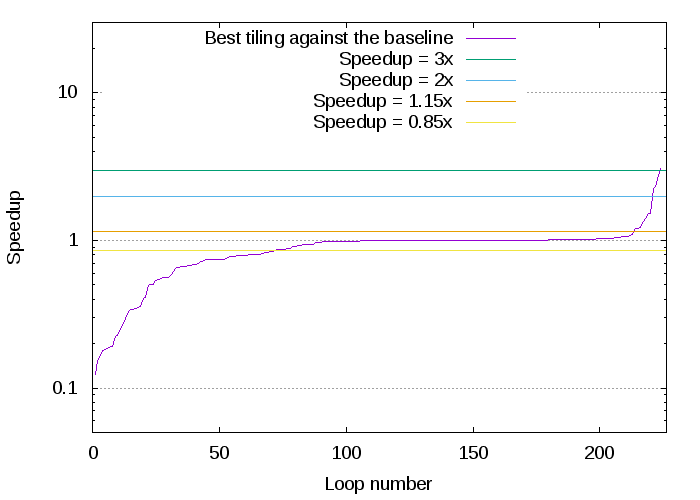 Best tiling against the baseline
Speedup = 3x
Speedup = 2x
Speedup = 1.15x
Speedup = 0.85x
10
1
0.1
Speedup
0 50 100 150 200
Loop number